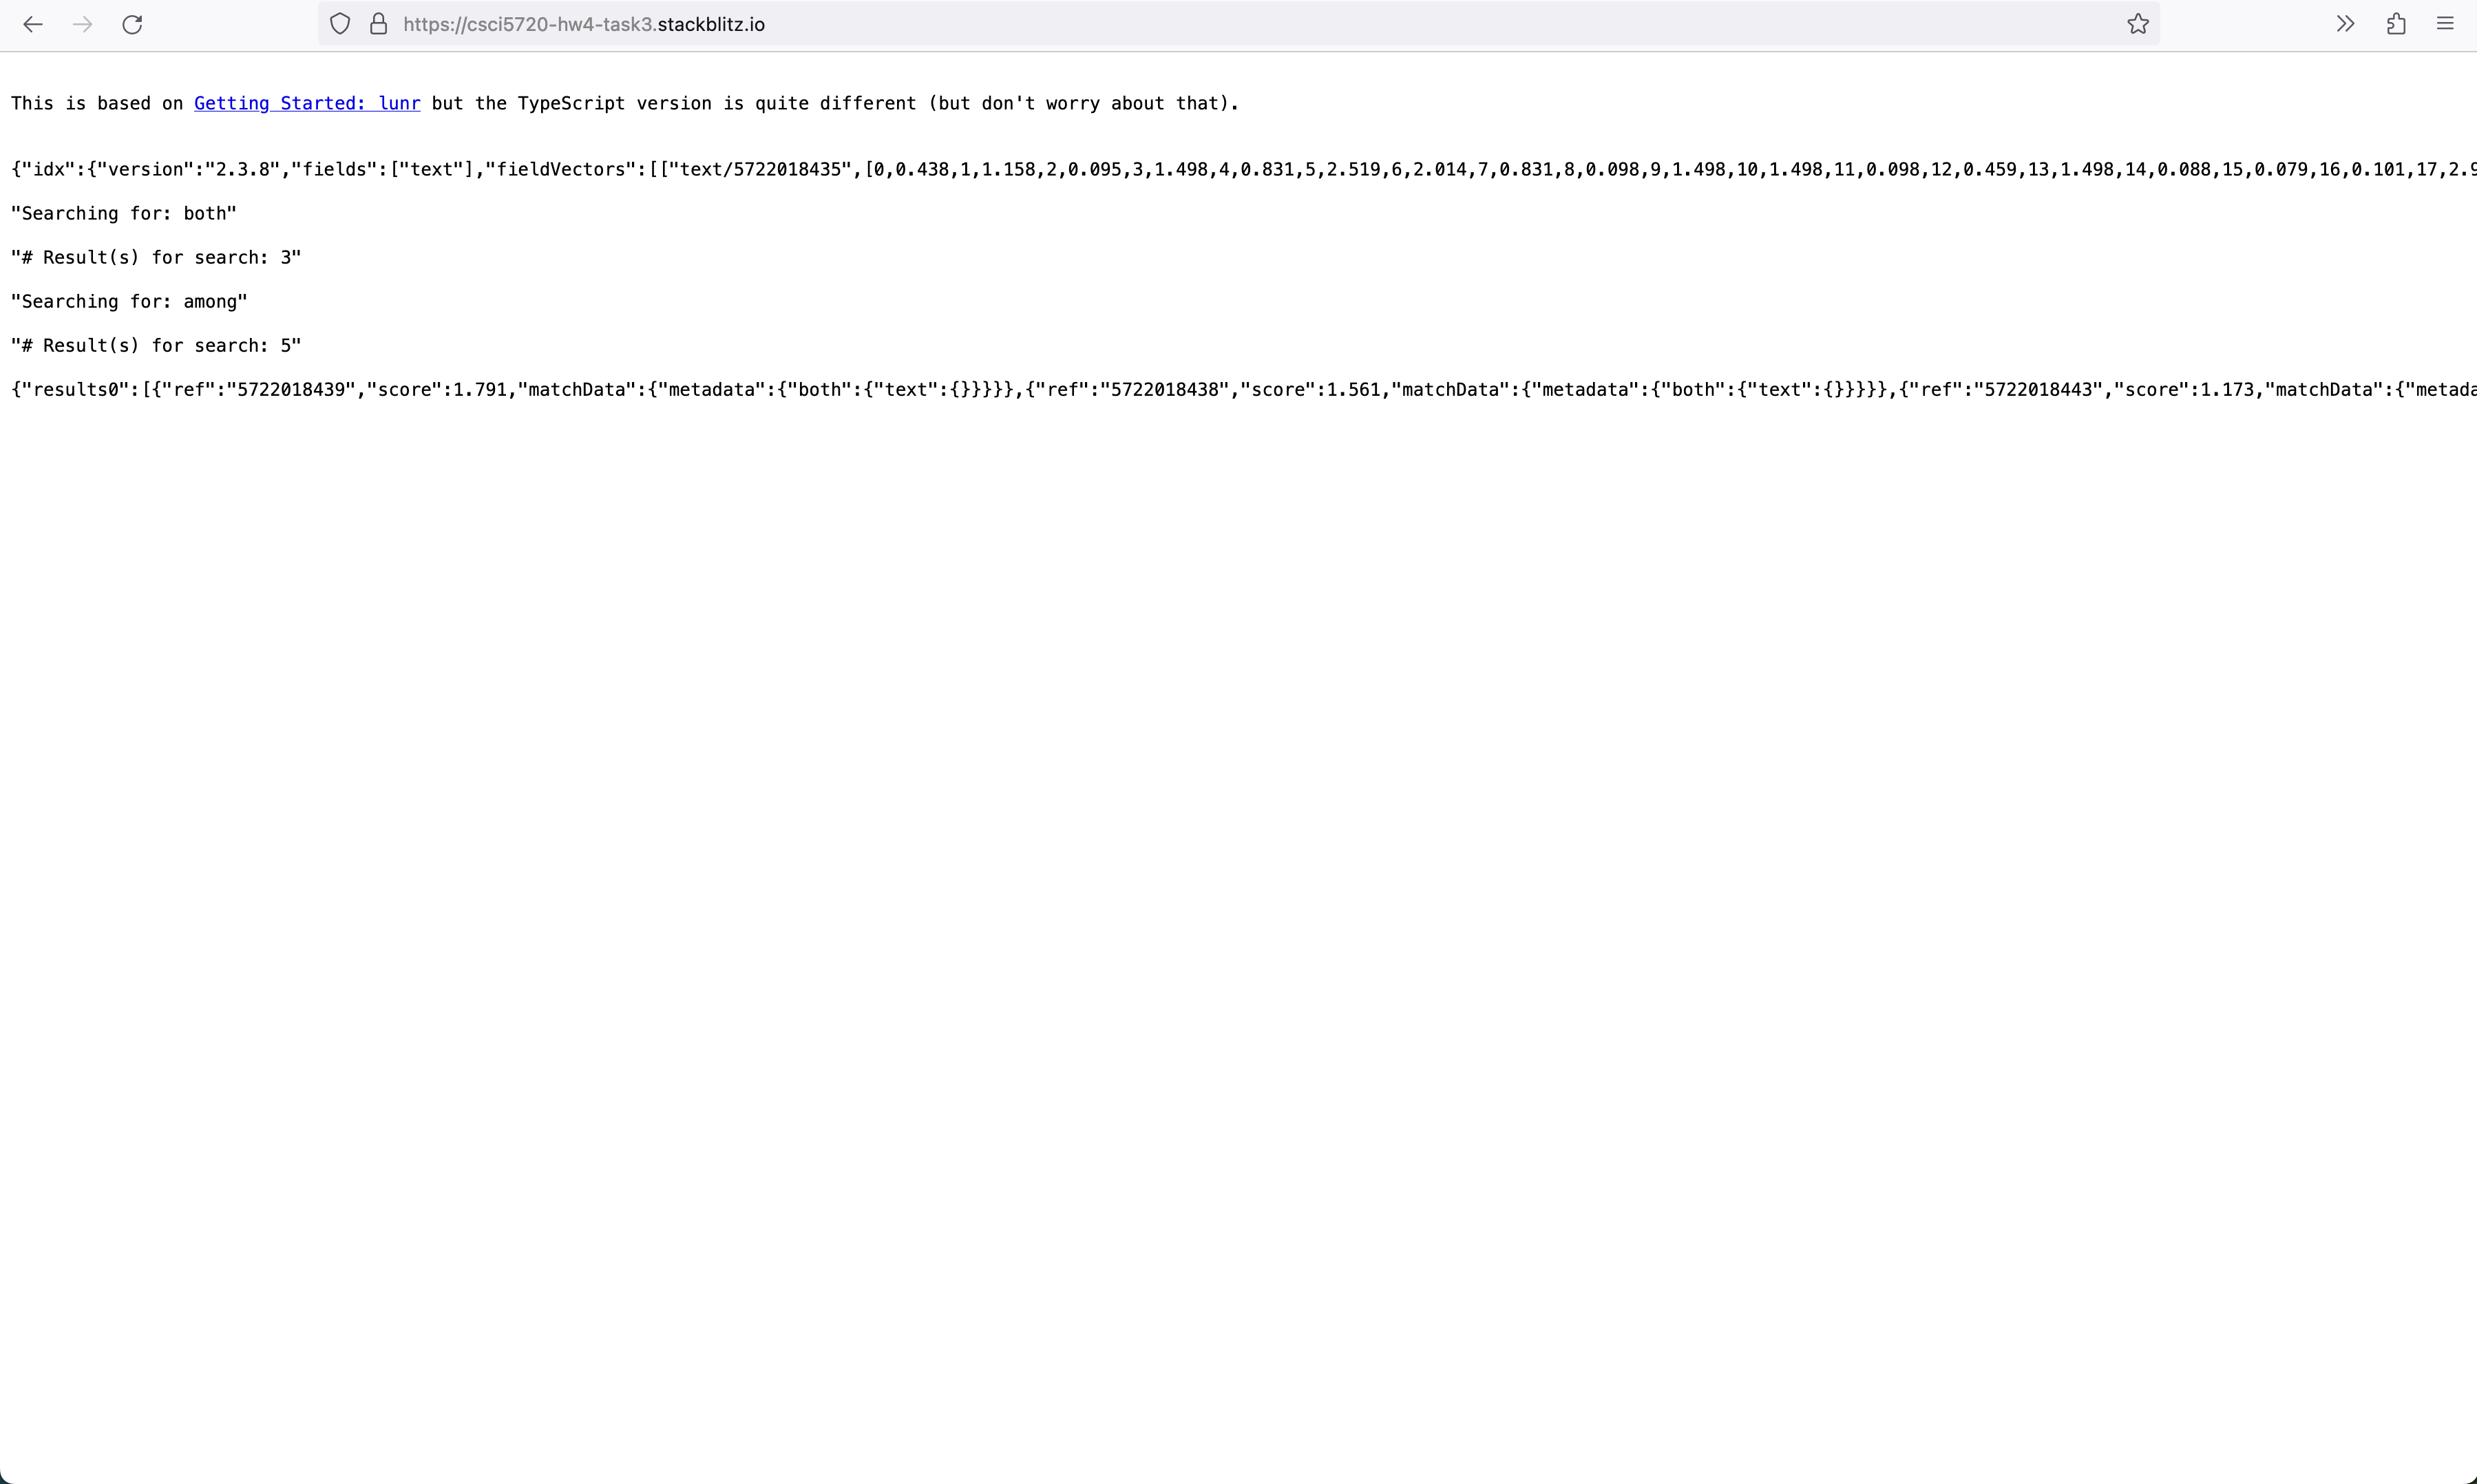 https://csci5720-hw4-task3.stackblitz.io
This is based on Getting Started: lunr but the TypeScript version is quite different (but don't worry about that).
{"idx":{"version":"2.3.8","fields":["text"],"fieldVectors":[["text/5722018435",[0,0.438,1,1.158,2,0.095,3,1.498,4,0.831,5,2.519,6,2.014,7,0.831,8,0.098,9,1.498,10,1.498,11,0.098,12,0.459,13,1.498,14,0.088,15,0.079,16,0.101,17,2.9
"Searching for: both"
"# Result(s) for search: 3"
"Searching for: among"
"# Result(s) for search: 5"
{"results0":[{"ref":"5722018439","score":1.791,"matchData":{"metadata":{"both":{"text":{}}}}},{"ref":"5722018438","score":1.561,"matchData":{"metadata":{"both":{"text":{}}}}},{"ref":"5722018443","score":1.173,"matchData":{"metada